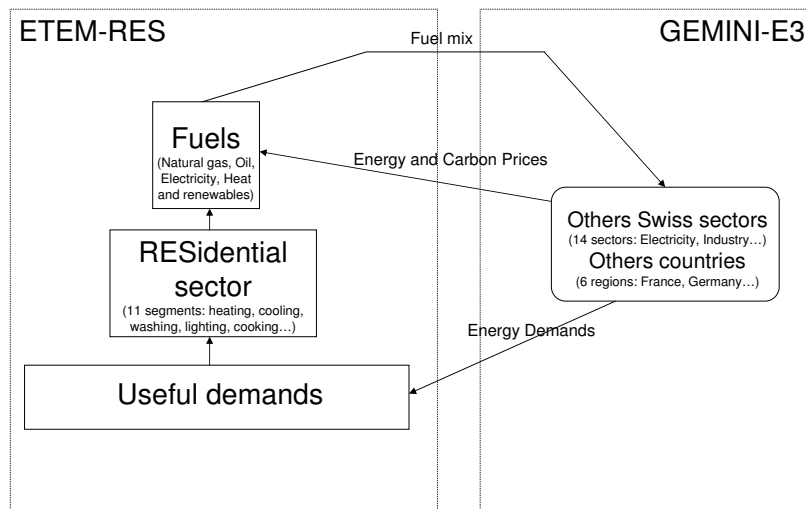 ETEM-RES
GEMINI-E3
Fuel mix
Fuels
(Natural gas, Oil,
Electricity, Heat
and renewables)
Energy and Carbon Prices
Others Swiss sectors
(14 sectors: Electricity, Industry…)
Others countries
(6 regions: France, Germany…)
RESidential
sector
(11 segments: heating, cooling,
washing, lighting, cooking…)
Energy Demands
Useful demands